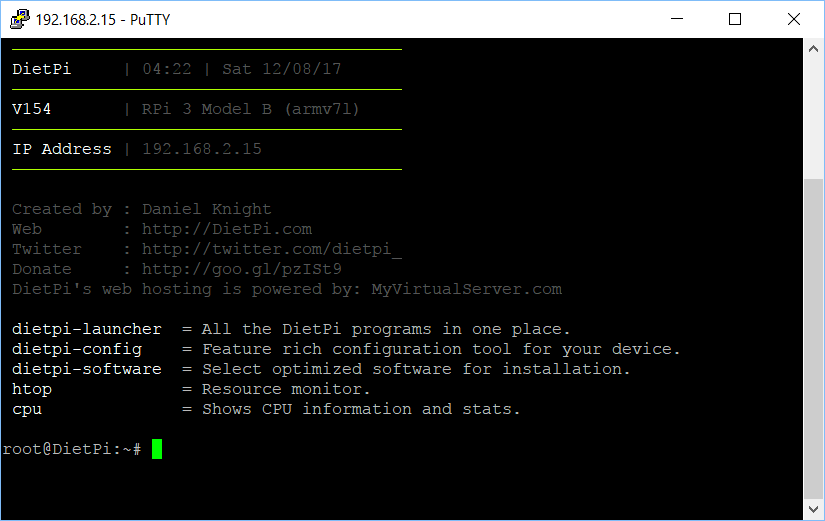 192.168.2.15 - PuTTY
DietPi | 04:22 | Sat 12/08/17
V154 | RPi 3 Model B (armv7l)
IP Address | 192.168.2.15
Created by : Daniel Knight
Web : http://DietPi.com
Twitter : http://twitter.com/dietpi_
Donate : http://goo.gl/pzISt9
DietPi's web hosting is powered by: MyVirtualServer.com
dietpi-launcher = All the DietPi programs in one place.
dietpi-config = Feature rich configuration tool for your device.
dietpi-software = Select optimized software for installation.
htop = Resource monitor.
cpu = Shows CPU information and stats.
root@DietPi:~#